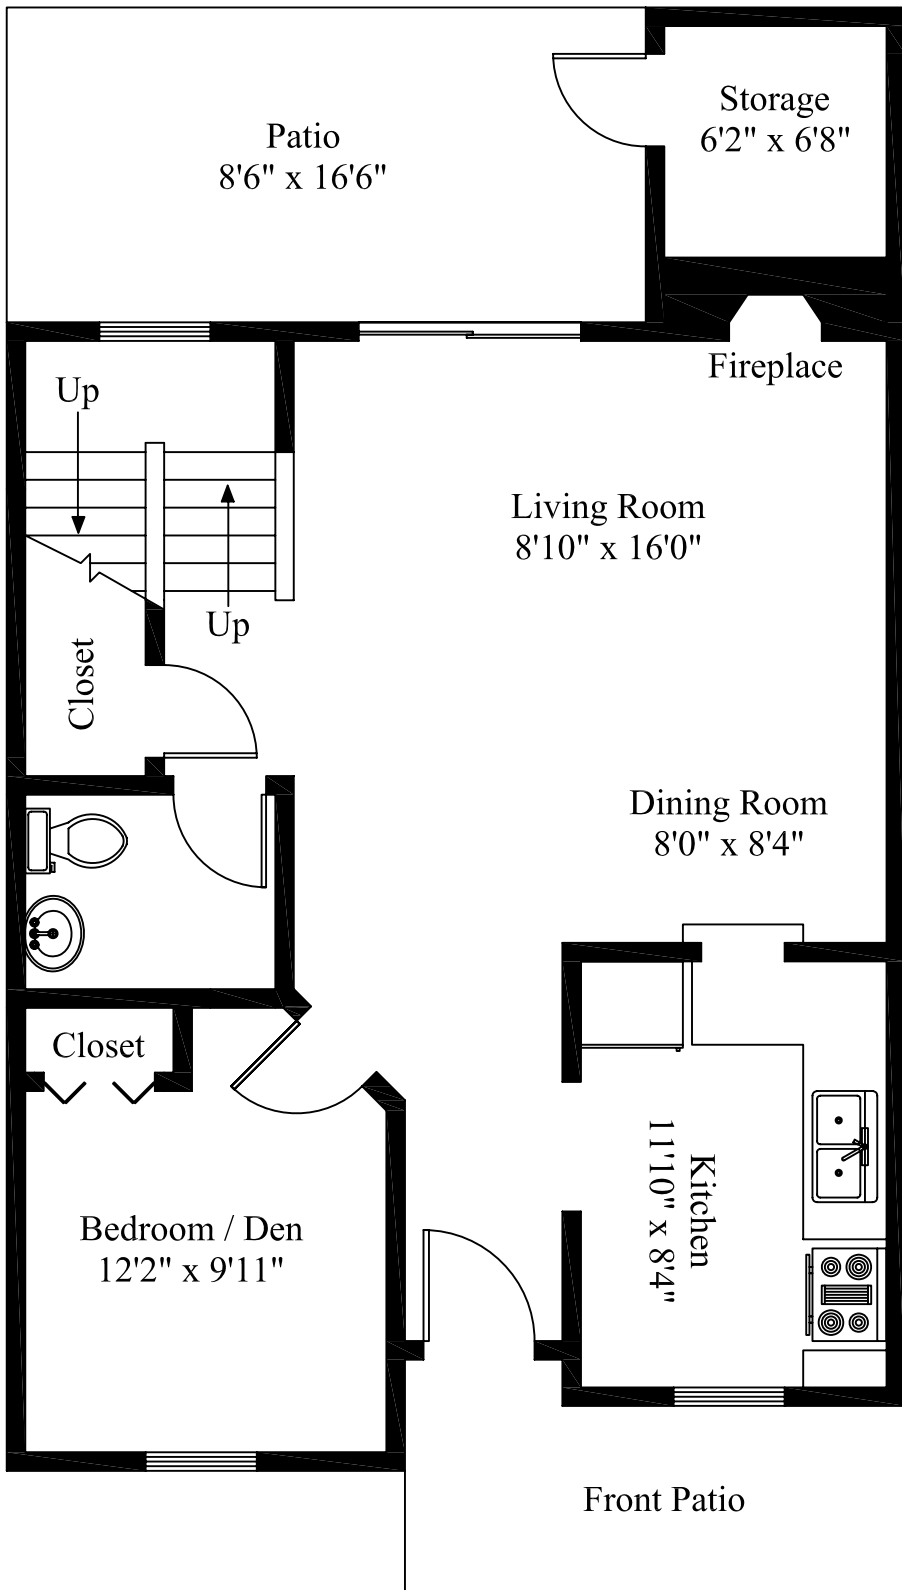 Storage
6'2" x 6'8"
Patio
8'6" x 16'6"
Fireplace
Up
Living Room
8'10" x 16'0"
Up
Closet
Dining Room
8'0" x 8'4"
Closet
Kitchen
11'10" x 8'4"
Bedroom / Den
12'2" x 9'11"
Front Patio